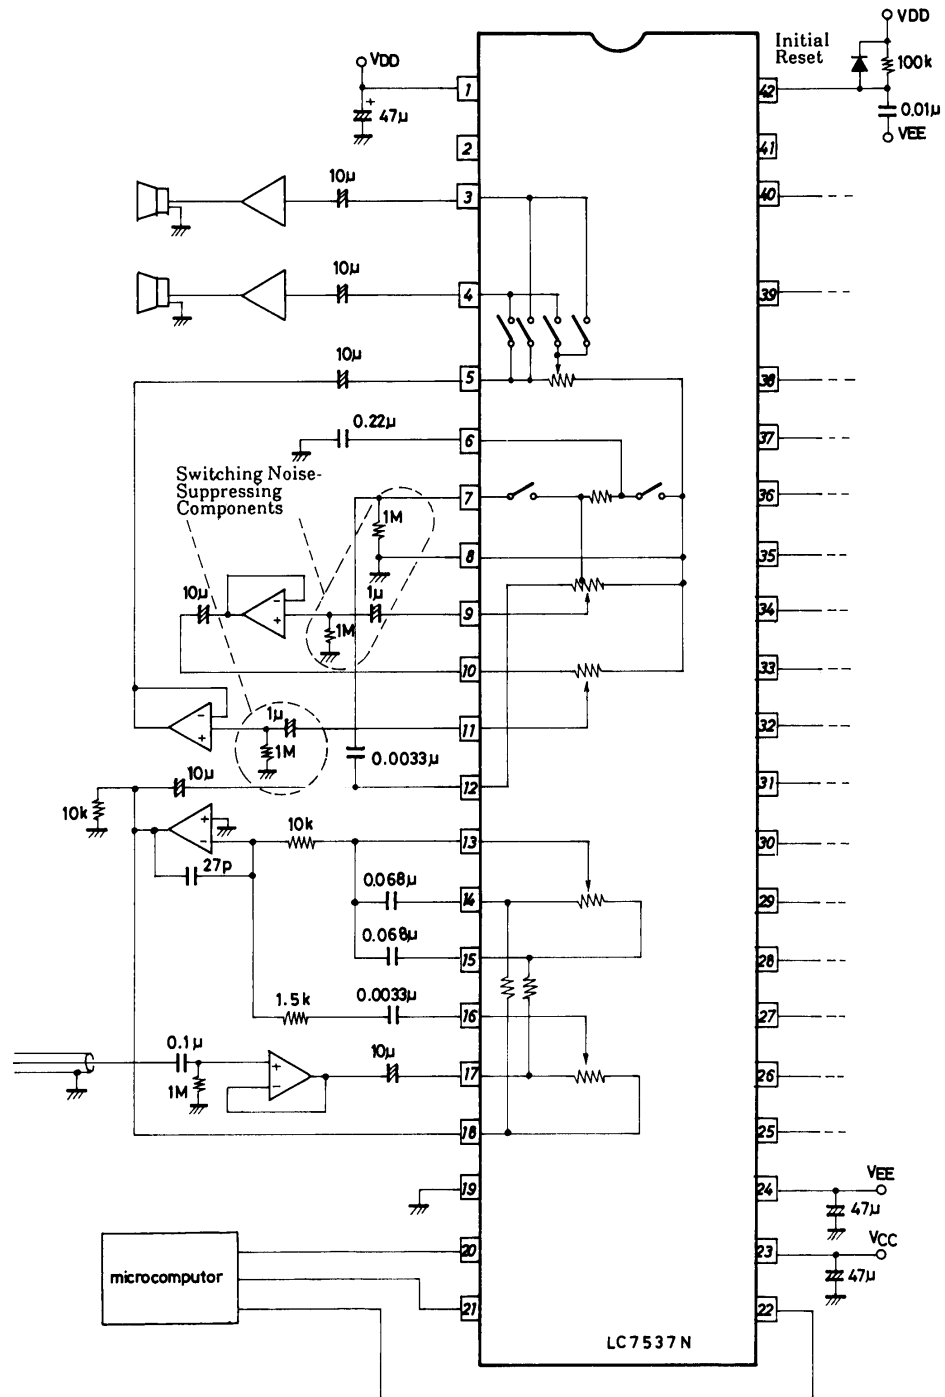 VDD
Initial
Reset
100k
VDD
47μ
+
0.01μ
VEE
1
42
2
41
10μ
3
40
10μ
4
39
10μ
5
38
0.22μ
6
37
Switching Noise-
Suppressing
Components
7
36
1M
8
35
10μ
1μ
-
+
1M
9
34
10
33
1μ
-
+
1M
11
32
0.0033μ
10μ
12
31
10k
+
-
10k
13
30
27p
0.068μ
14
29
0.068μ
15
28
1.5k
0.0033μ
16
27
0.1μ
1M
+
-
10μ
17
26
18
25
19
24
VEE
47μ
microcomputor
20
23
VCC
47μ
21
22
LC7537N